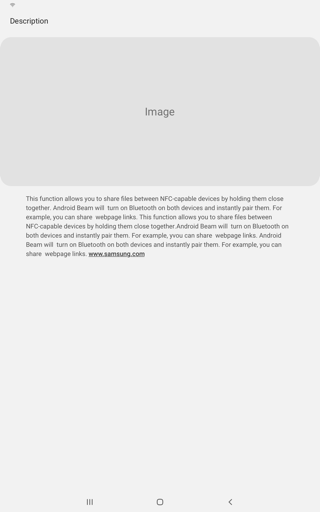 Description
Image
This function allows you to share files between NFC-capable devices by holding them close
together. Android Beam will  turn on Bluetooth on both devices and instantly pair them. For
example, you can share  webpage links. This function allows you to share files between
NFC-capable devices by holding them close together.Android Beam will  turn on Bluetooth on
both devices and instantly pair them. For example, yvou can share  webpage links. Android
Beam will  turn on Bluetooth on both devices and instantly pair them. For example, you can
share  webpage links. www.samsung.com